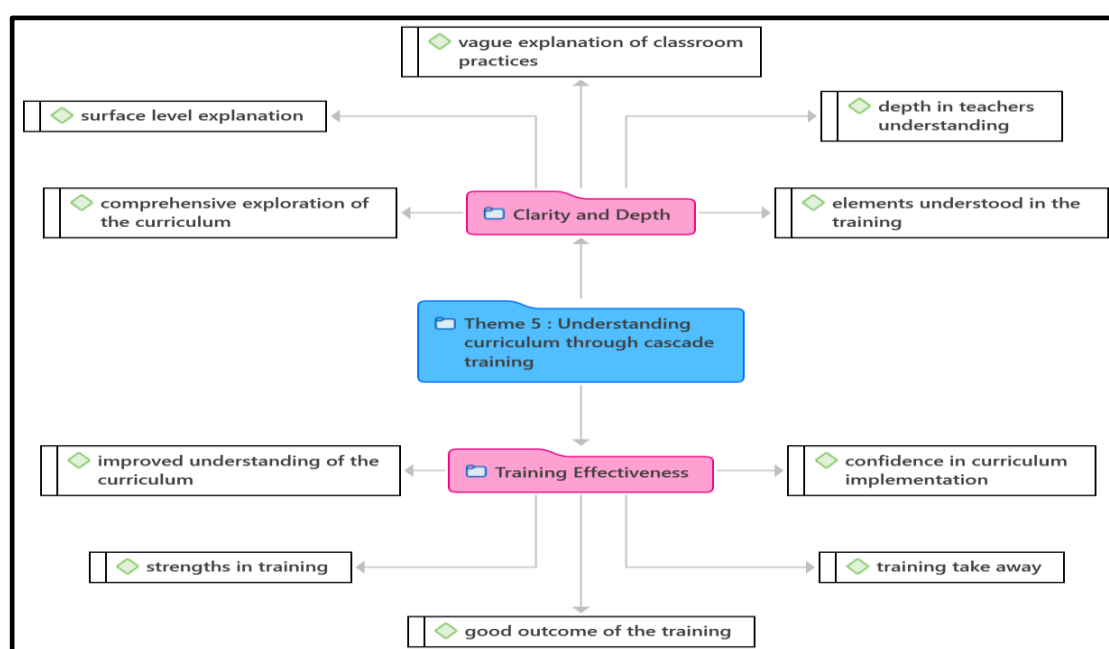 vague explanation of classroom
practices
surface level explanation
depth in teachers
understanding
comprehensive exploration of
the curriculum
Clarity and Depth
elements understood in the
training
Theme 5 : Understanding
curriculum through cascade
training
improved understanding of the
curriculum
Training Effectiveness
confidence in curriculum
implementation
strengths in training
training take away
good outcome of the training